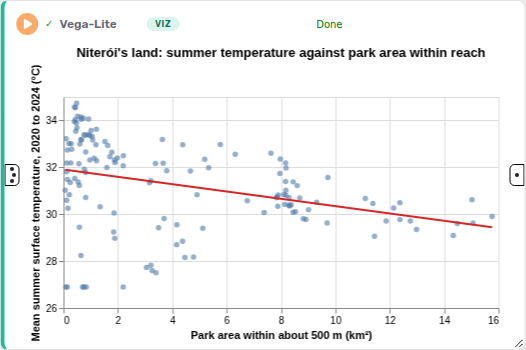 ✓ Vega-Lite VIZ Done
Niterói's land: summer temperature against park area within reach
Mean summer surface temperature, 2020 to 2024 (°C)
34
32
30
28
26
0 2 4 6 8 10 12 14 16
Park area within about 500 m (km²)